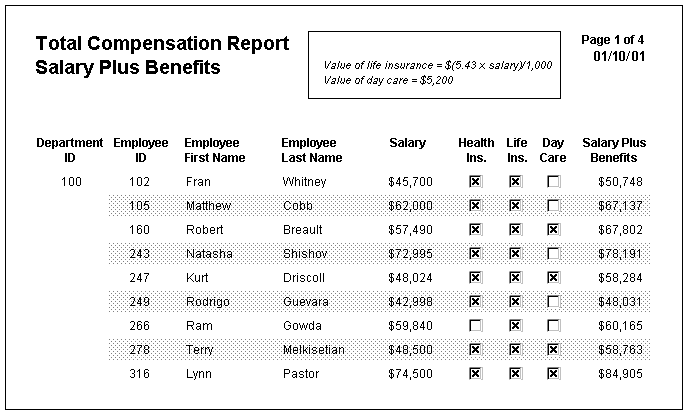 Total Compensation Report
Salary Plus Benefits
Value of life insurance = $(5.43 x salary)/1,000
Value of day care = $5,200
Page 1 of 4
01/10/01
Department ID Employee ID Employee First Name Employee Last Name Salary Health Ins. Life Ins. Day Care Salary Plus Benefits
100 102 Fran Whitney $45,700 $50,748
105 Matthew Cobb $62,000 $67,137
160 Robert Breault $57,490 $67,802
243 Natasha Shishov $72,995 $78,191
247 Kurt Driscoll $48,024 $58,284
249 Rodrigo Guevara $42,998 $48,031
266 Ram Gowda $59,840 $60,165
278 Terry Melkisetian $48,500 $58,763
316 Lynn Pastor $74,500 $84,905